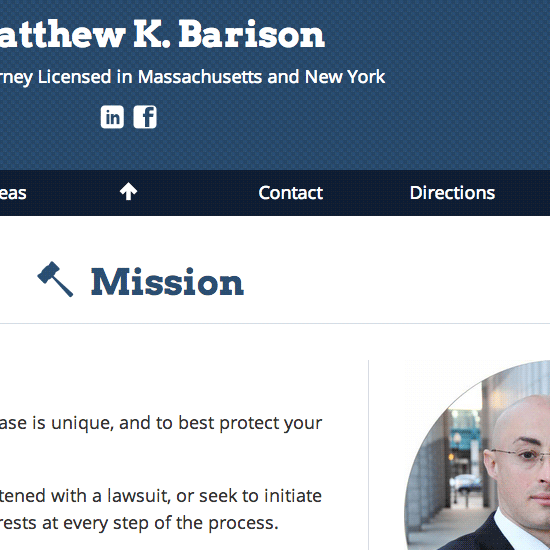 atthew K. Barison
rney Licensed in Massachusetts and New York
in f
eas Contact Directions
Mission
ase is unique, and to best protect your
tened with a lawsuit, or seek to initiate
rests at every step of the process.